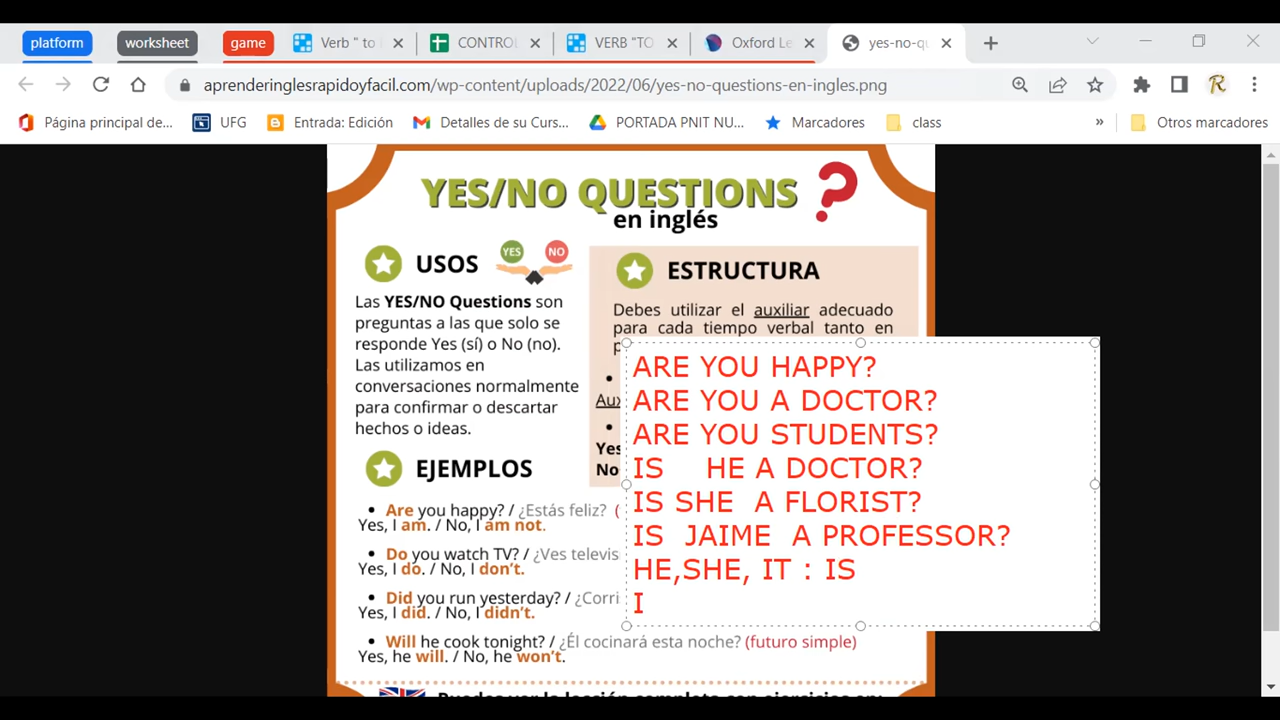 platform
worksheet
game
Verb " to
CONTROL
VERB "TO
Oxford Le
yes-no-qu
aprenderinglesrapidoyfacil.com/wp-content/uploads/2022/06/yes-no-questions-en-ingles.png
Página principal de...
UFG
Entrada: Edición
Detalles de su Curs...
PORTADA PNIT NU...
Marcadores
class
»
Otros marcadores
YES/NO QUESTIONS ?
en inglés
USOS
YES
NO
Las YES/NO Questions son
preguntas a las que solo se
responde Yes (sí) o No (no).
Las utilizamos en
conversaciones normalmente
para confirmar o descartar
hechos o ideas.
ESTRUCTURA
Debes utilizar el auxiliar adecuado
para cada tiempo verbal tanto en
Yes
No
ARE YOU HAPPY?
ARE YOU A DOCTOR?
ARE YOU STUDENTS?
IS HE A DOCTOR?
IS SHE A FLORIST?
IS JAIME A PROFESSOR?
HE,SHE, IT : IS
I
EJEMPLOS
• Are you happy? / ¿Estás feliz? (
Yes, I am. / No, I am not.
• Do you watch TV? / ¿Ves televis
Yes, I do. / No, I don't.
• Did you run yesterday? / ¿Corri
Yes, I did. / No, I didn't.
• Will he cook tonight? / ¿Él cocinará esta noche? (futuro simple)
Yes, he will. / No, he won't.